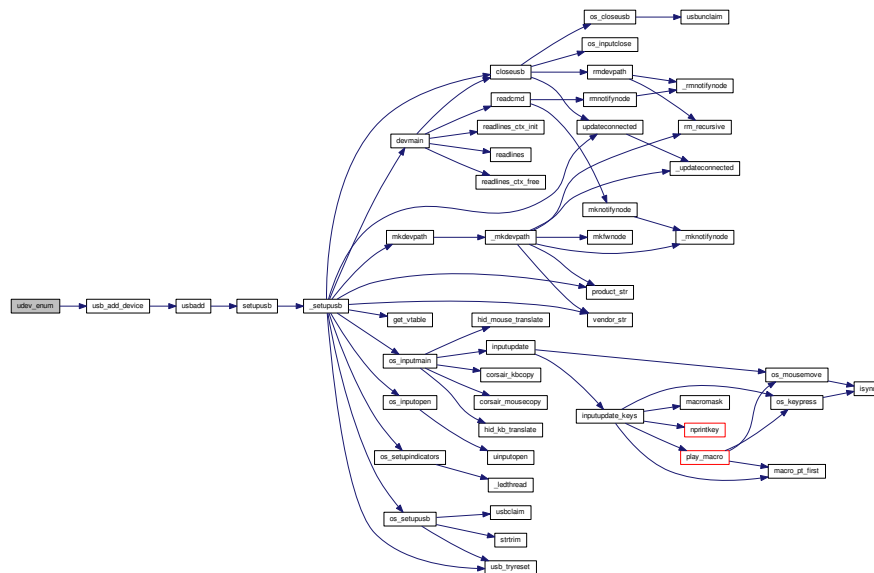 os_closeusb
usbunclaim
os_inputclose
closeusb
rmdevpath
_rmnotifynode
readcmd
rmnotifynode
readlines_ctx_init
updateconnected
rm_recursive
devmain
readlines
_updateconnected
readlines_ctx_free
mknotifynode
mkdevpath
_mkdevpath
mkfwnode
_mknotifynode
product_str
udev_enum
usb_add_device
usbadd
setupusb
_setupusb
get_vtable
vendor_str
hid_mouse_translate
os_inputmain
inputupdate
corsair_kbcopy
os_mousemove
isync
os_inputopen
corsair_mousecopy
inputupdate_keys
macromask
os_keypress
hid_kb_translate
nprintkey
os_setupindicators
uinputopen
play_macro
macro_pt_first
_ledthread
os_setupusb
usbclaim
strtrim
usb_tryreset